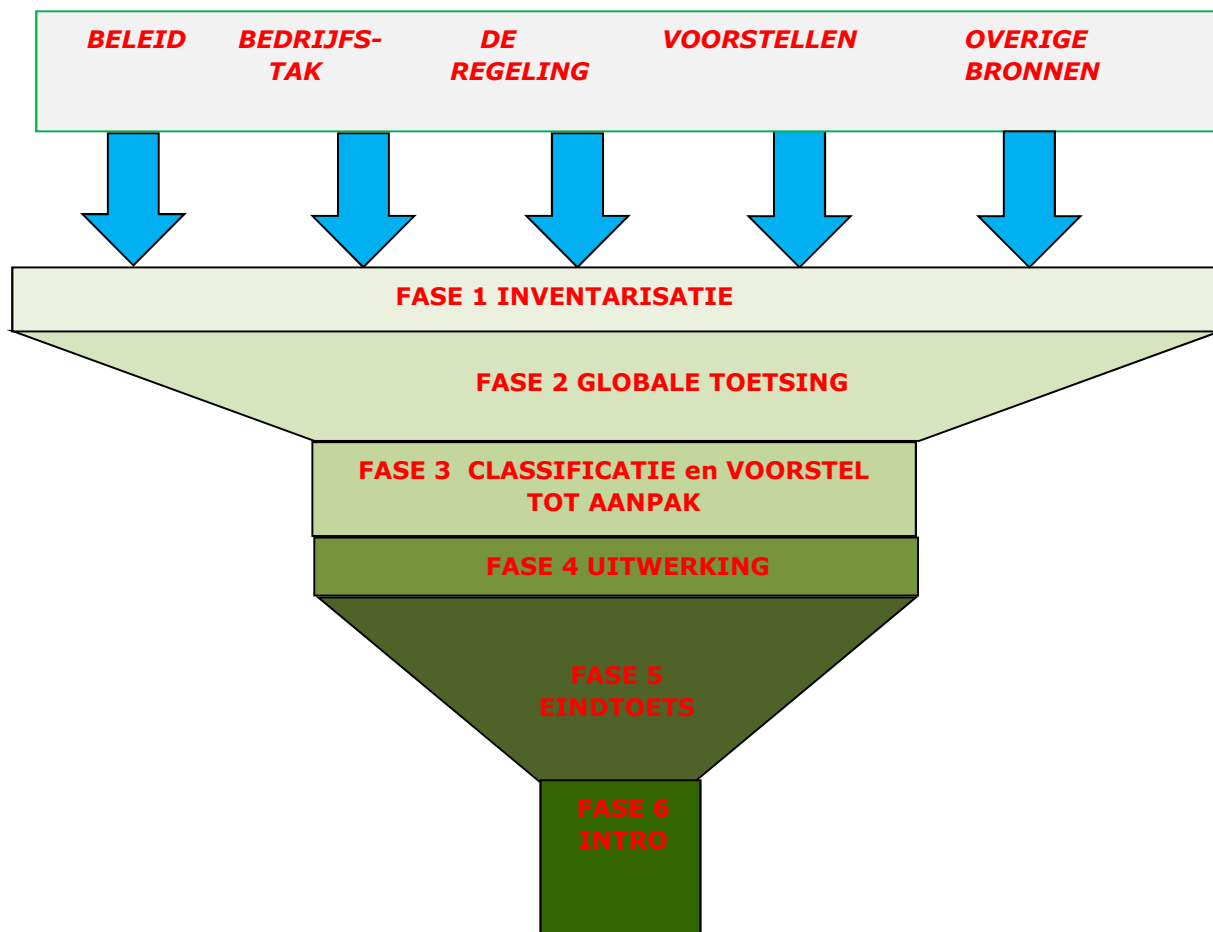 BELEID
BEDRIJFS-
TAK
DE
REGELING
VOORSTELLEN
OVERIGE
BRONNEN
FASE 1 INVENTARISATIE
FASE 2 GLOBALE TOETSING
FASE 3  CLASSIFICATIE en VOORSTEL
TOT AANPAK
FASE 4 UITWERKING
FASE 5
EINDTOETS
FASE 6
INTRO